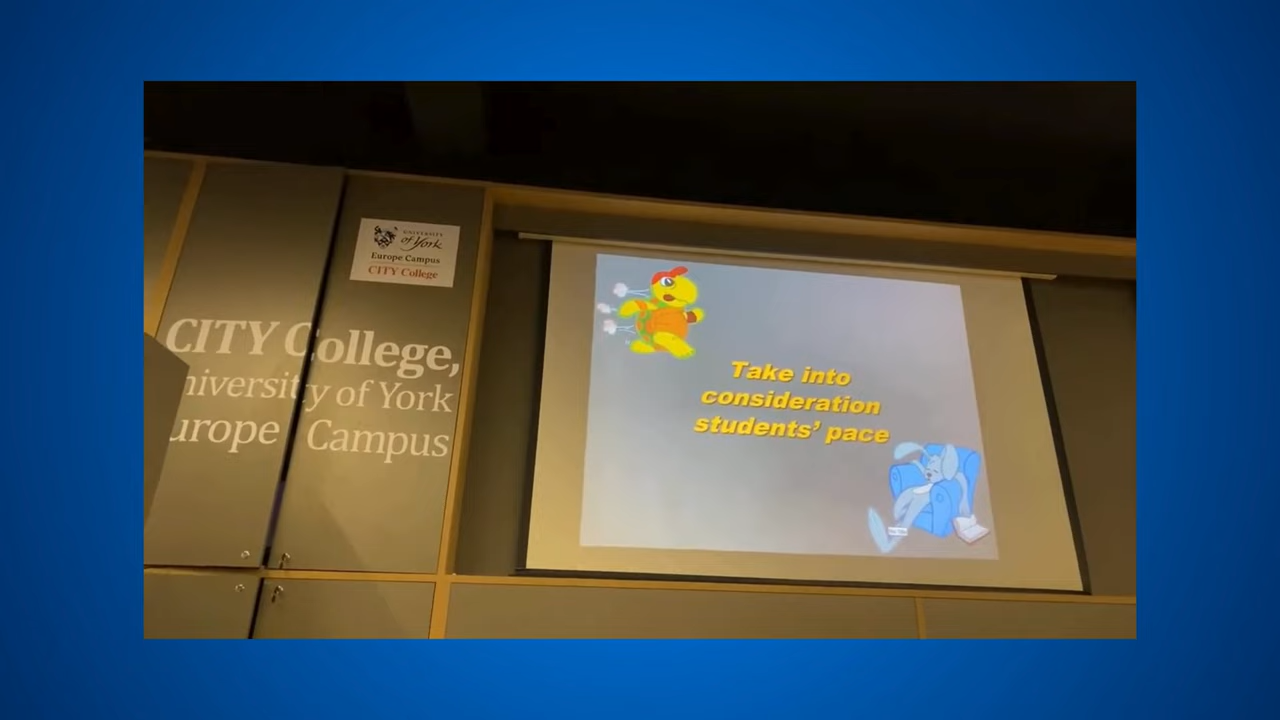 UNIVERSITY
of York
Europe Campus
CITY College
CITY College,
niversity of York
urope Campus
Take into
consideration
students' pace